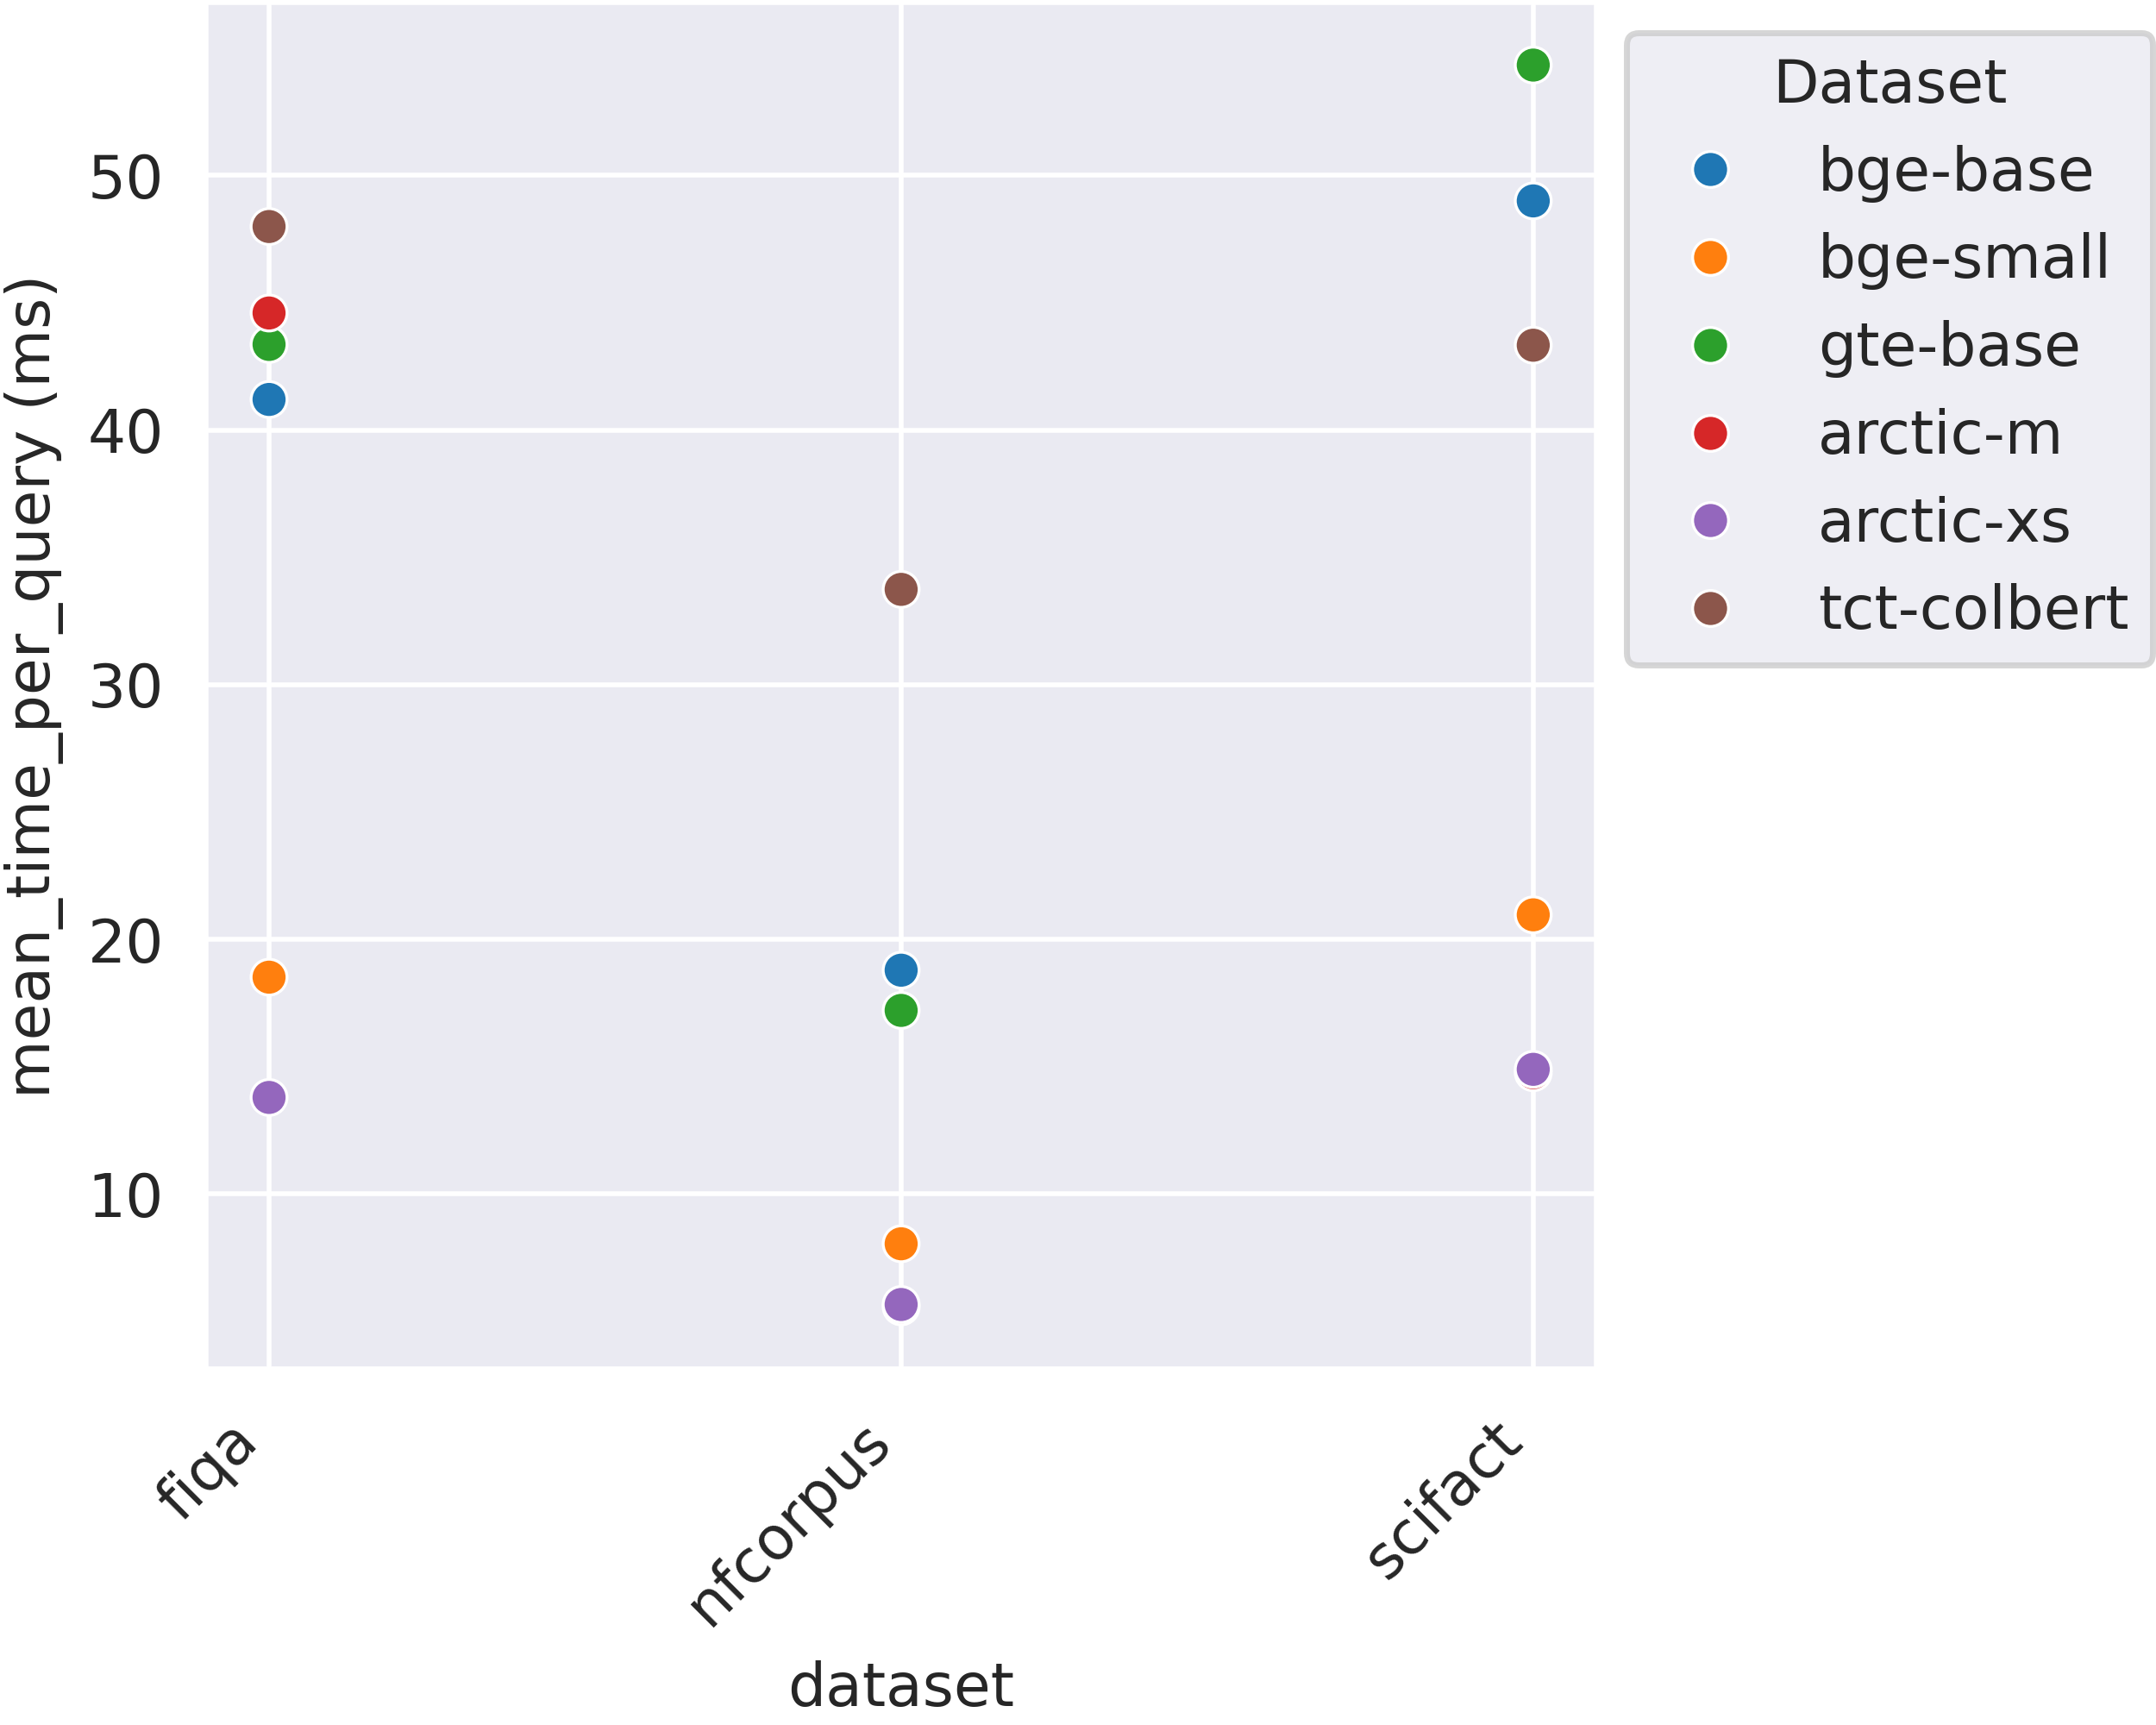 mean_time_per_query (ms)
50
40
30
20
10
fiqa
nfcorpus
scifact
dataset
Dataset
bge-base
bge-small
gte-base
arctic-m
arctic-xs
tct-colbert